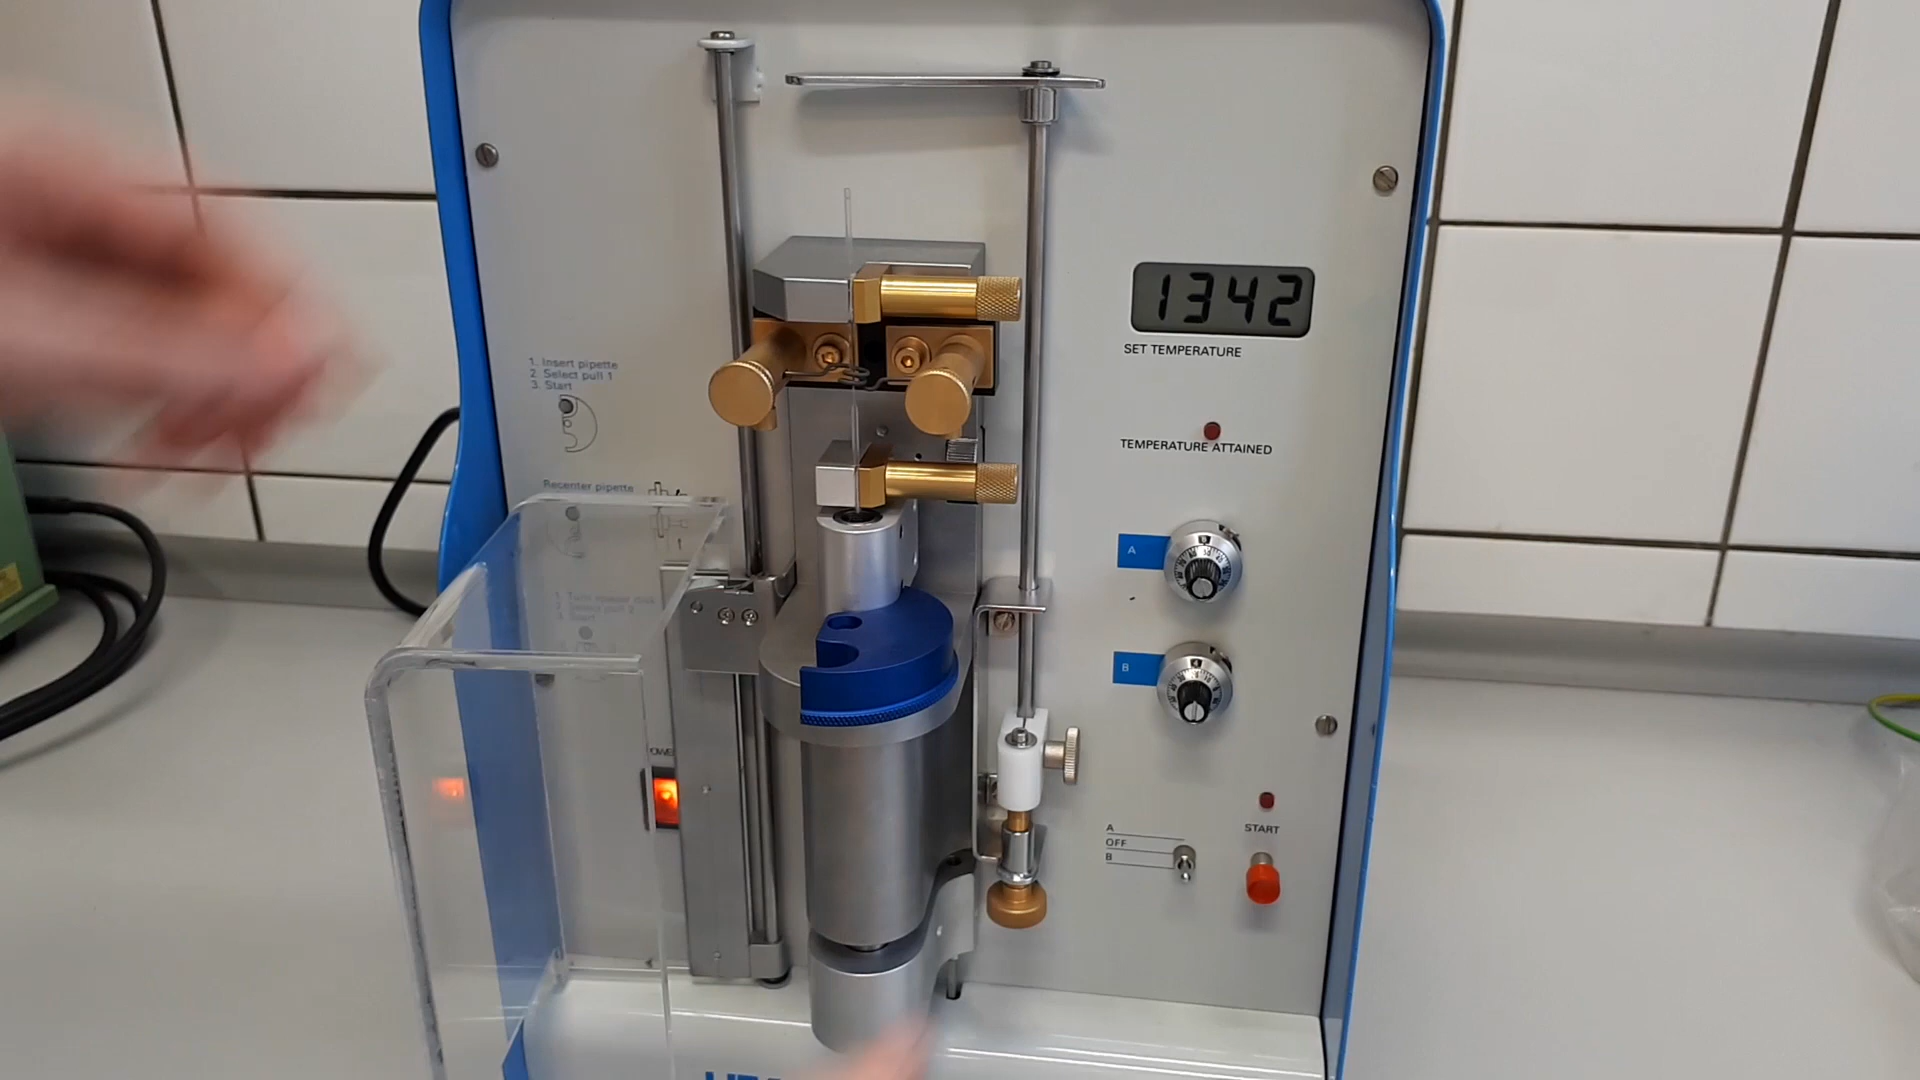 1342
SET TEMPERATURE
1. Insert pipette
2. Select pull 1
3. Start
TEMPERATURE ATTAINED
Recenter pipette
A
B
A
OFF
B
START